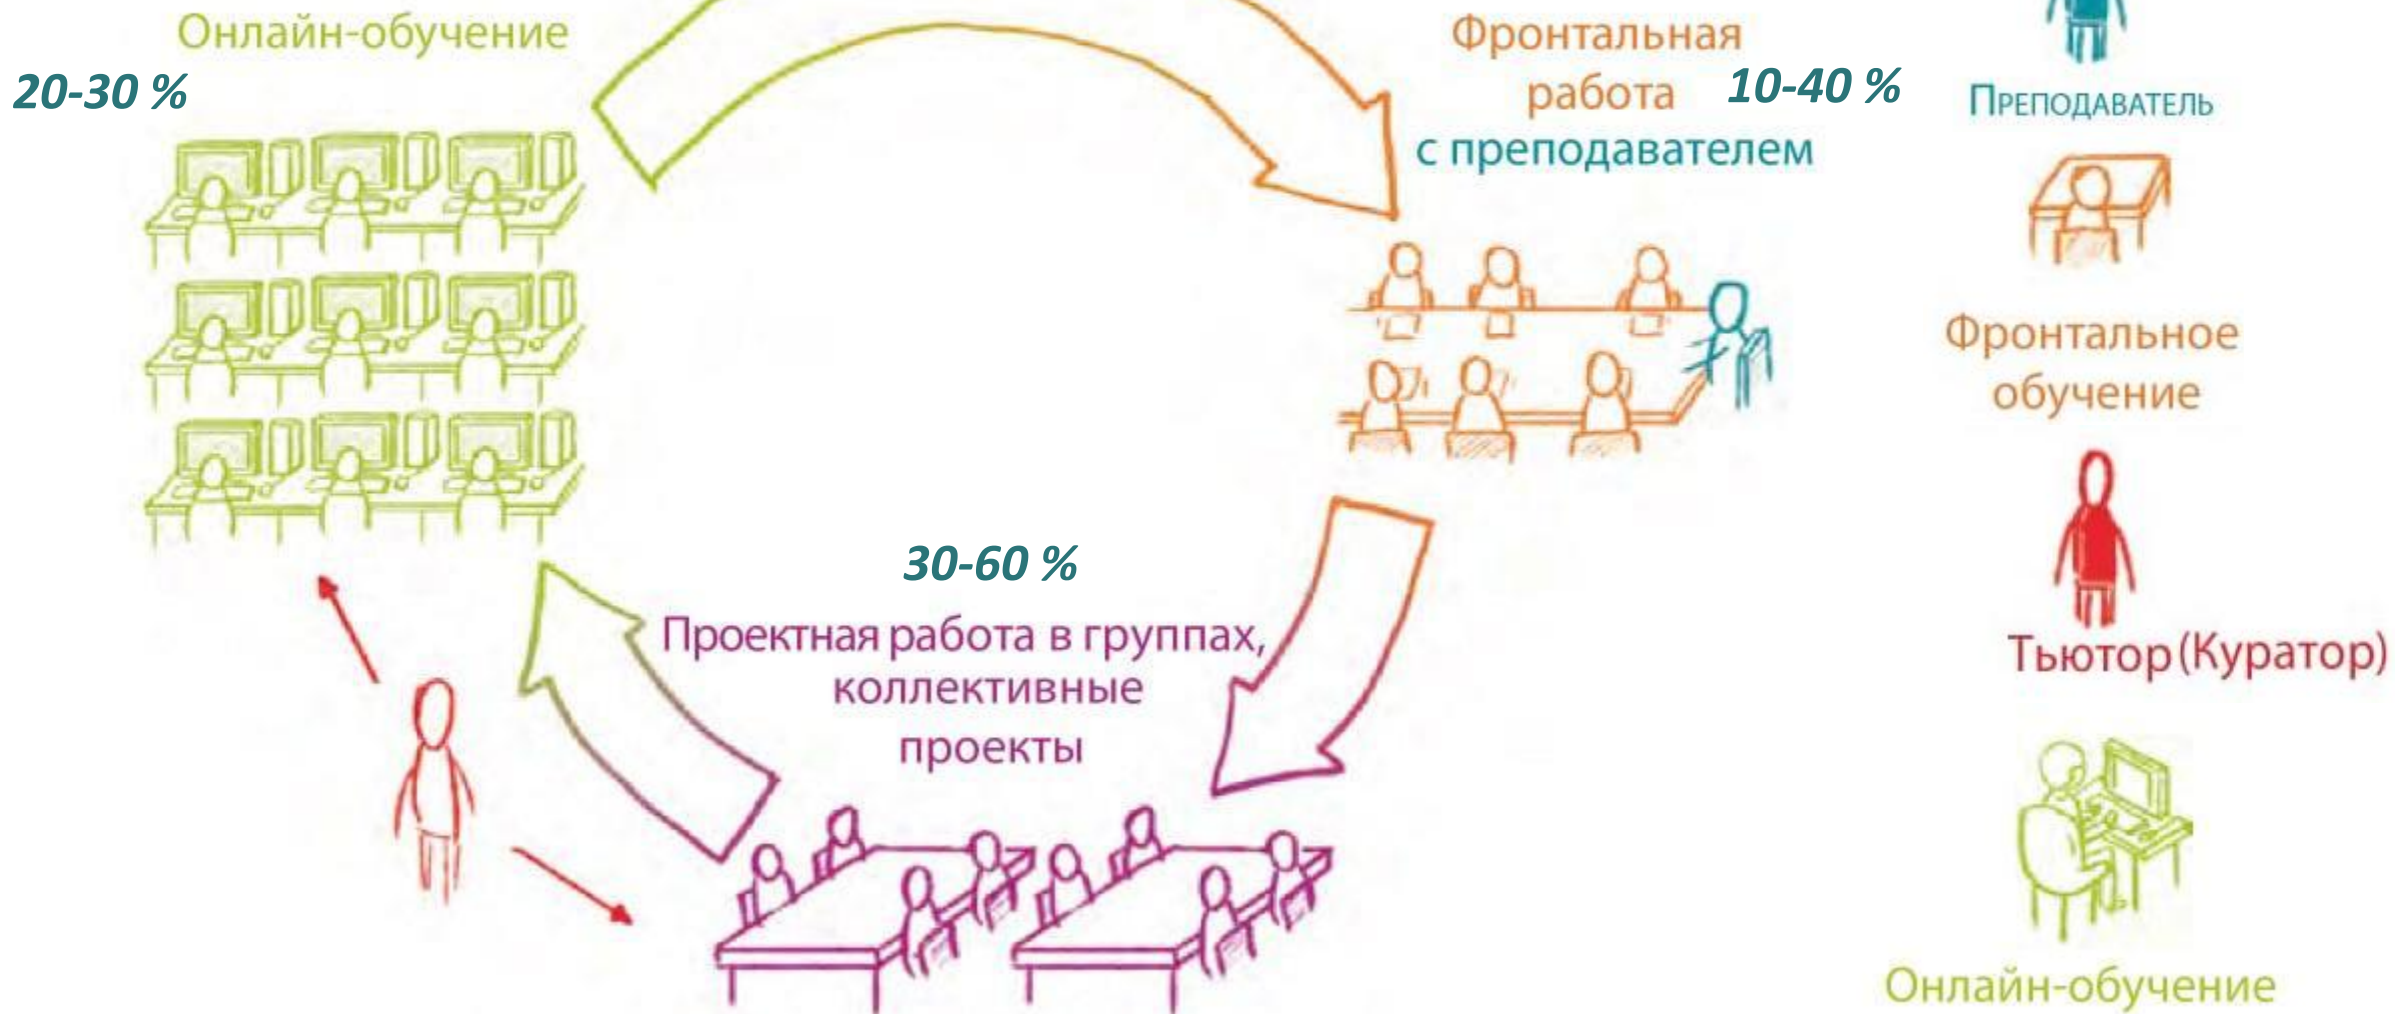 Онлайн-обучение
20-30 %
Фронтальная
работа
10-40 %
с преподавателем
30-60 %
Проектная работа в группах,
коллективные
проекты
Преподаватель
Фронтальное
обучение
Тьютор (Куратор)
Онлайн-обучение